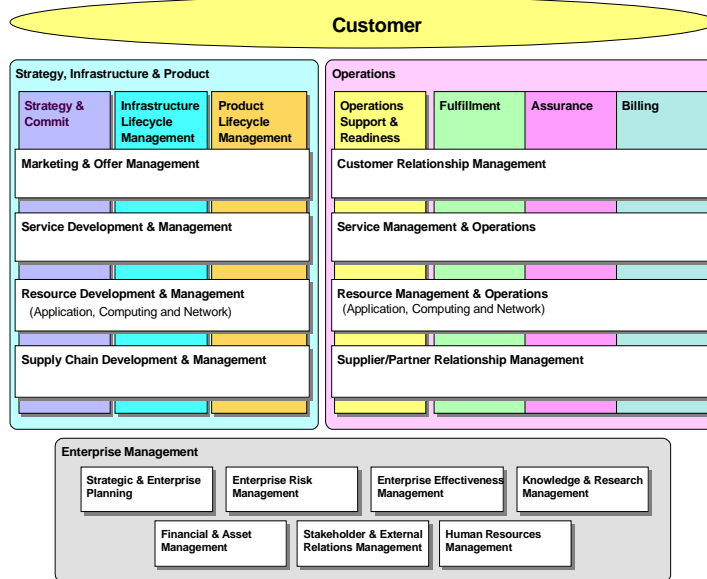 Customer
Strategy, Infrastructure & Product
Strategy &
Commit
Infrastructure
Lifecycle
Management
Product
Lifecycle
Management
Marketing & Offer Management
Service Development & Management
Resource Development & Management
(Application, Computing and Network)
Supply Chain Development & Management
Operations
Operations
Support &
Readiness
Fulfillment
Assurance
Billing
Customer Relationship Management
Service Management & Operations
Resource Management & Operations
(Application, Computing and Network)
Supplier/Partner Relationship Management
Enterprise Management
Strategic & Enterprise
Planning
Enterprise Risk
Management
Enterprise Effectiveness
Management
Knowledge & Research
Management
Financial & Asset
Management
Stakeholder & External
Relations Management
Human Resources
Management